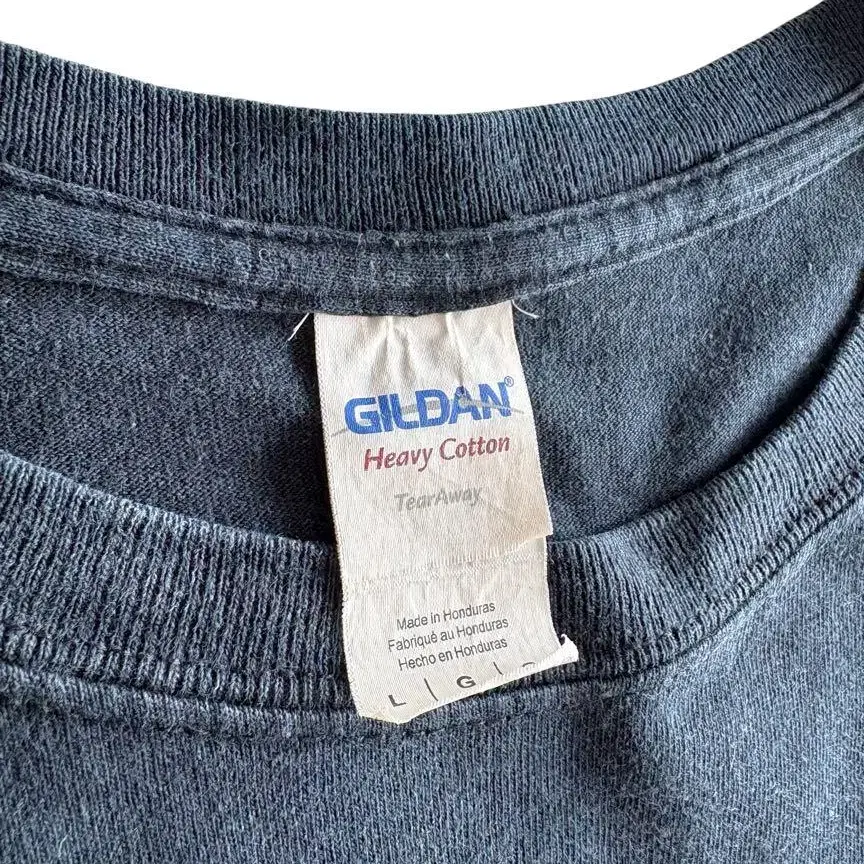 GILDAN®
Heavy Cotton
TearAway
Made in Honduras
Fabriqué au Honduras
Hecho en Honduras
L | G |